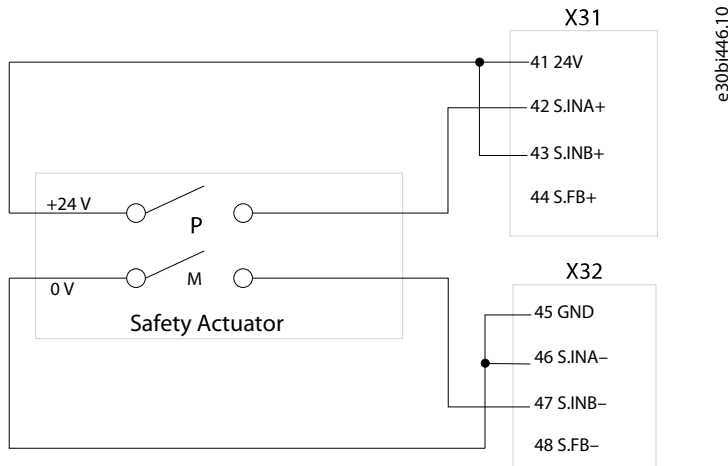 X31
41 24V
42 S.INA+
43 S.INB+
44 S.FB+
+24 V
P
M
0 V
Safety Actuator
X32
45 GND
46 S.INA–
47 S.INB–
48 S.FB–
e30bi446.10